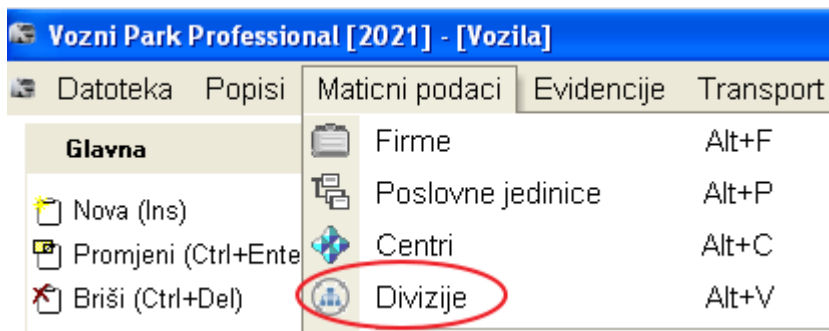 Vozni Park Professional [2021] - [Vozila]
Datoteka Popisi Maticni podaci Evidencije Transport
Glavna
Nova (Ins)
Promjeni (Ctrl+Ente
Briši (Ctrl+Del)
Firme Alt+F
Poslovne jedinice Alt+P
Centri Alt+C
Divizije Alt+V